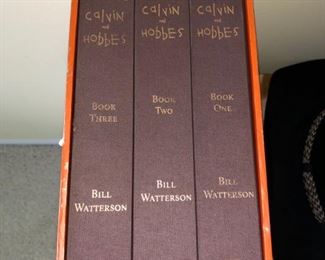 calvin
and
HobbEs
BOOK
THREE
BILL
WATTERSON
calvin
and
HobbEs
BOOK
TWO
BILL
WATTERSON
calvin
and
HobbEs
BOOK
ONE
BILL
WATTERSON